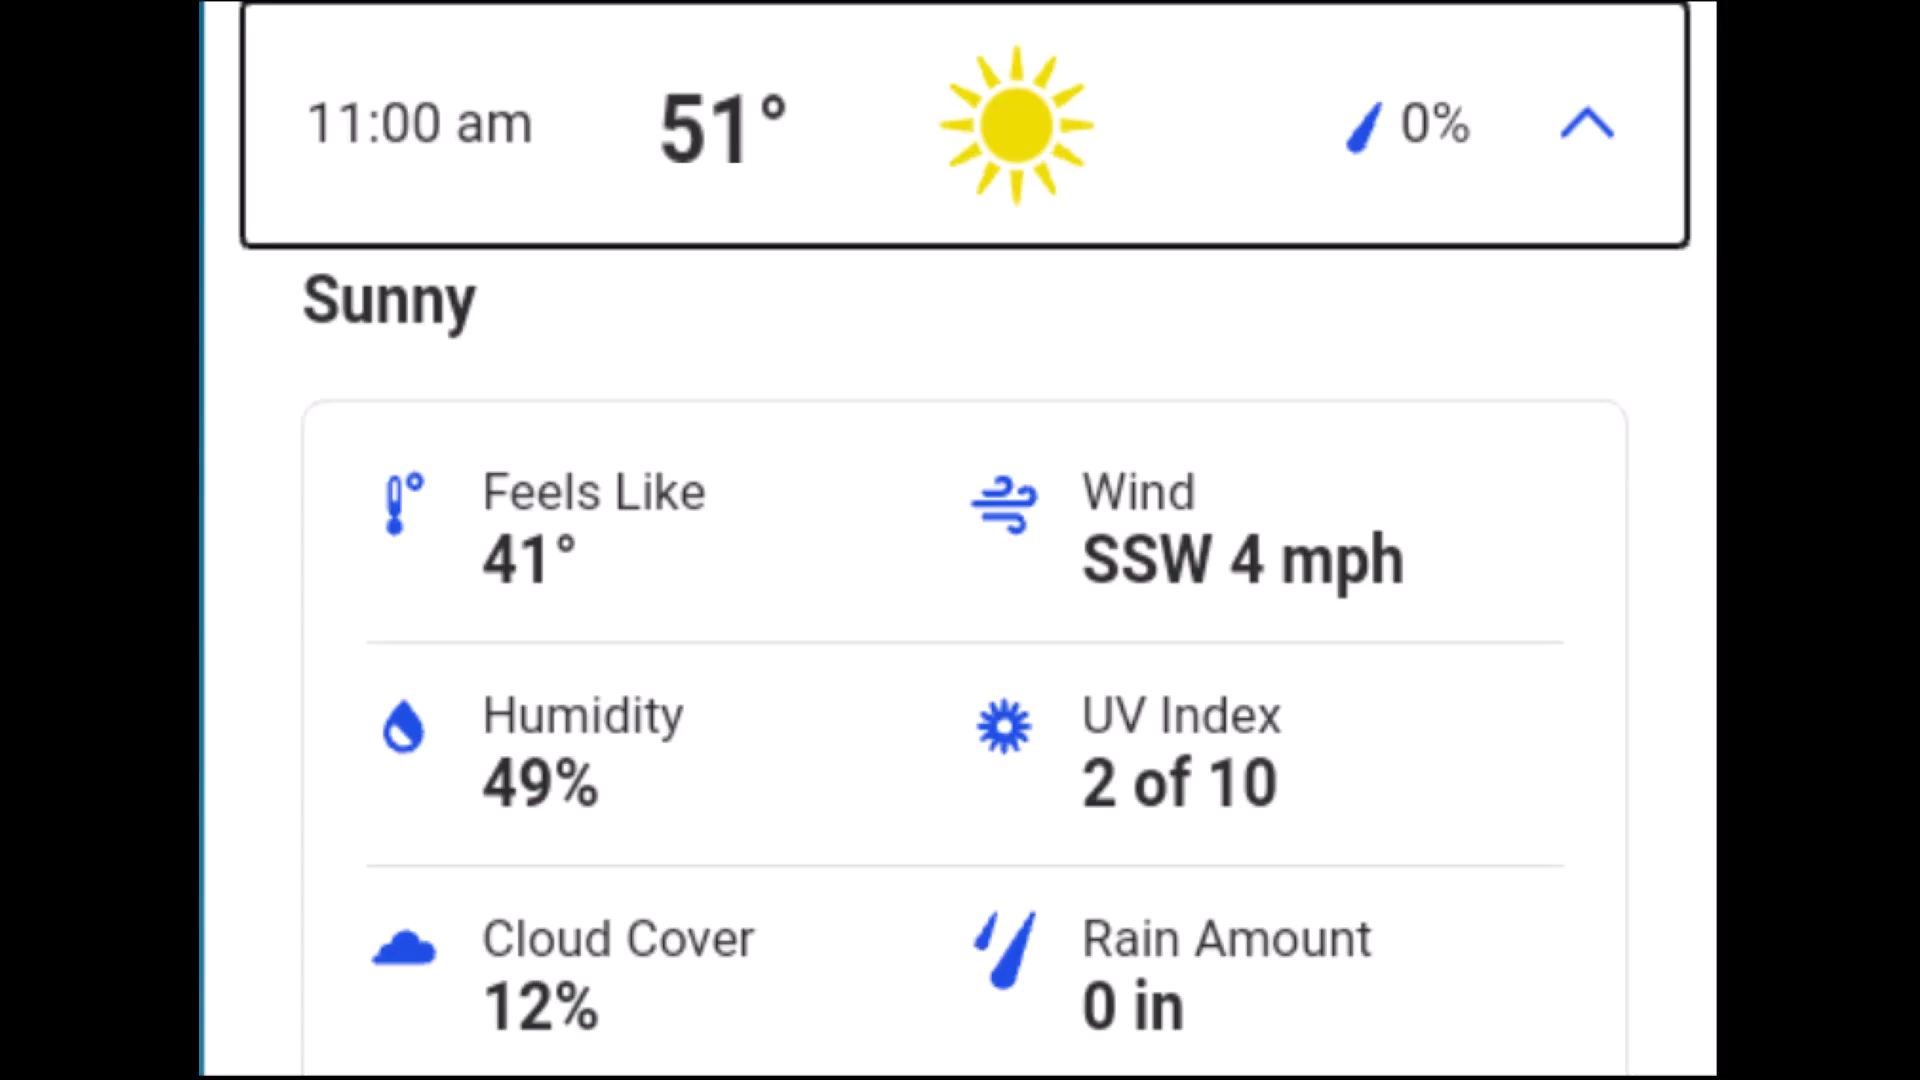 11:00 am 51° 0%
Sunny
Feels Like Wind
41° SSW 4 mph
Humidity UV Index
49% 2 of 10
Cloud Cover Rain Amount
12% 0 in